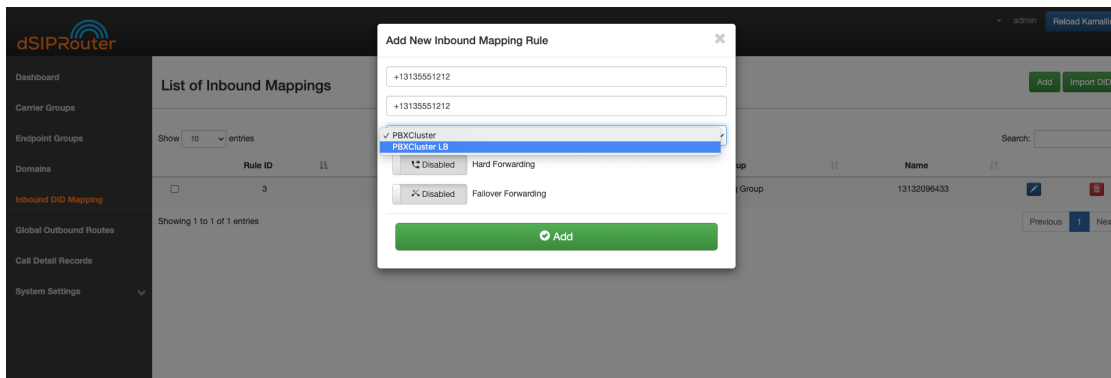 dSIPRouter
admin
Reload Kamaili
Dashboard
Carrier Groups
Endpoint Groups
Domains
Inbound DID Mapping
Global Outbound Routes
Call Detail Records
System Settings
List of Inbound Mappings
Add
Import DID
Show 10 entries
Search:
Rule ID
up
Name
3
g Group
13132096433
Showing 1 to 1 of 1 entries
Previous 1 Nex
Add New Inbound Mapping Rule
+13135551212
+13135551212
✓ PBXCluster
PBXCluster LB
Disabled Hard Forwarding
Disabled Failover Forwarding
Add